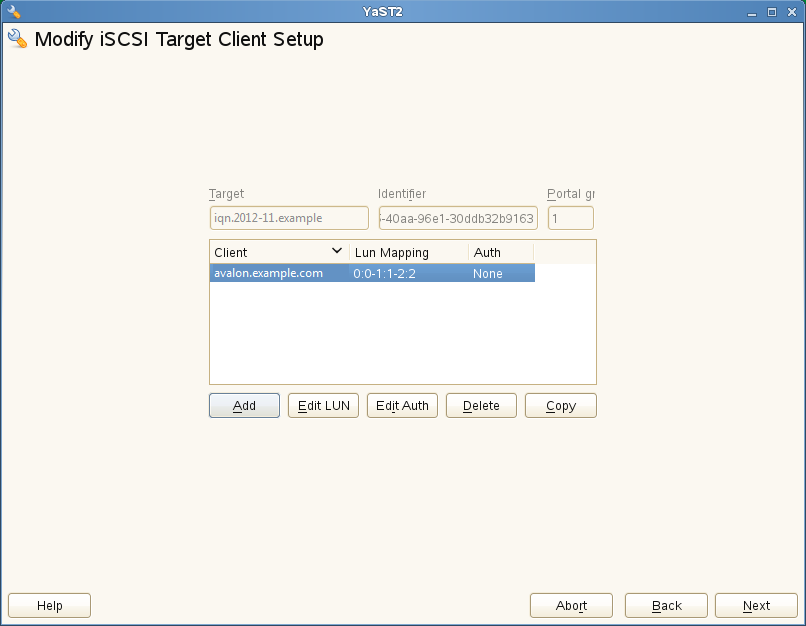 YaST2
Modify iSCSI Target Client Setup
Target Identifier Portal gr
iqn.2012-11.example -40aa-96e1-30ddb32b9163 1
Client Lun Mapping Auth
avalon.example.com 0:0-1:1-2:2 None
Add Edit LUN Edit Auth Delete Copy
Help Abort Back Next